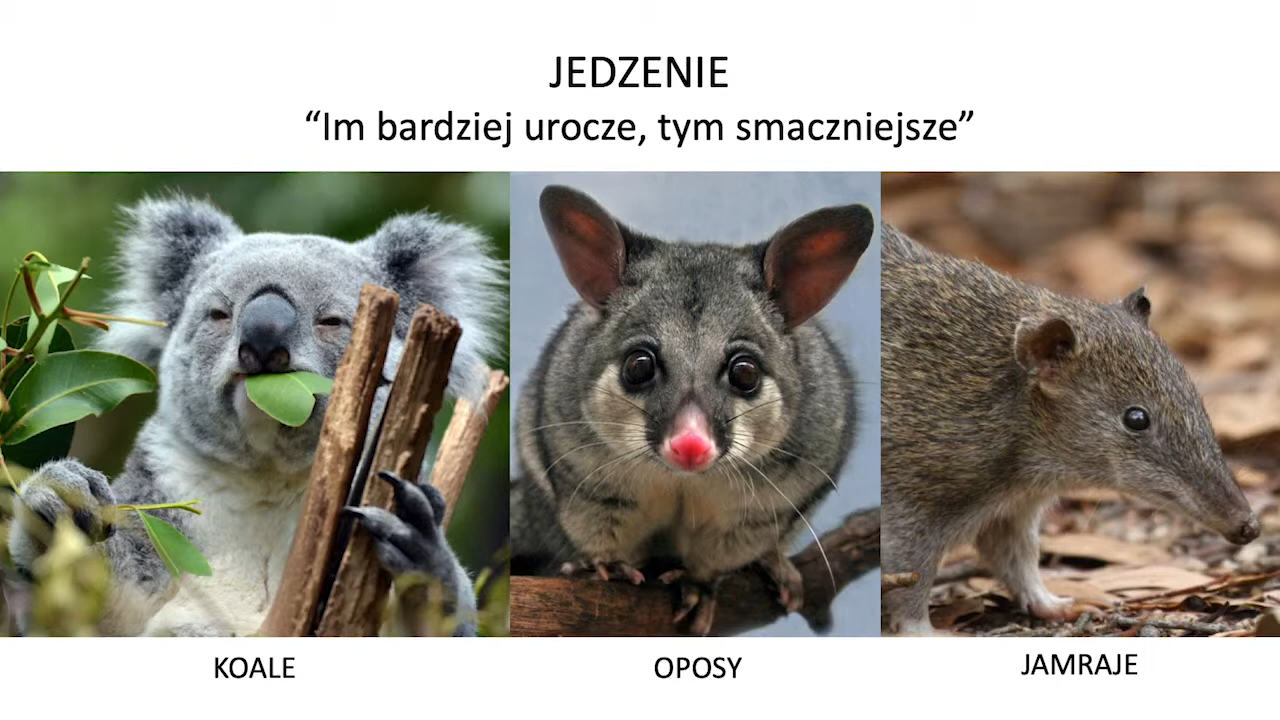 JEDZENIE
“Im bardziej urocze, tym smaczniejsze”
KOALE
OPOSY
JAMRAJE